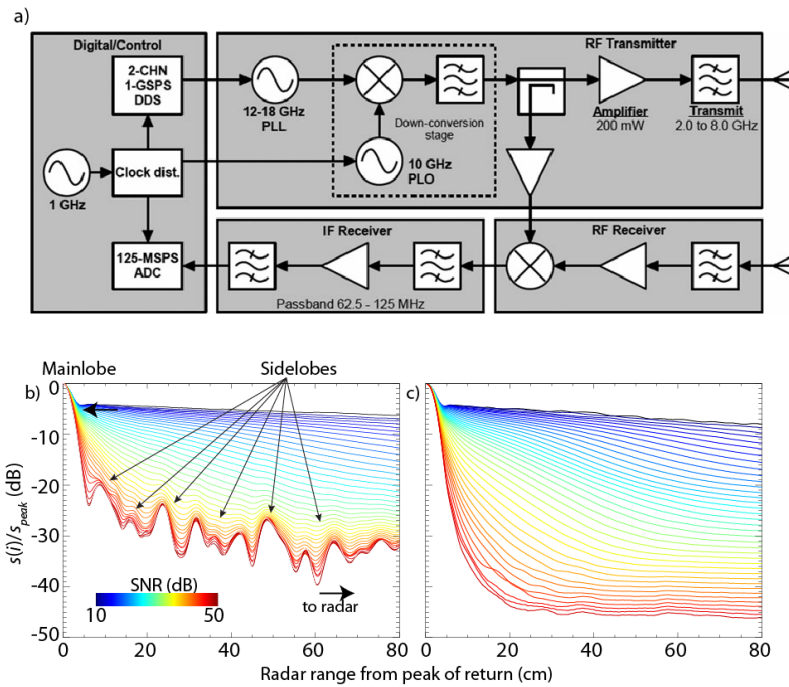 a)
Digital/Control
2-CHN
1-GSPS
DDS
Clock dist.
1 GHz
125-MSPS
ADC
RF Transmitter
12-18 GHz
PLL
Down-conversion
stage
10 GHz
PLO
Amplifier
200 mW
Transmit
2.0 to 8.0 GHz
IF Receiver
Passband 62.5 - 125 MHz
RF Receiver
Mainlobe
Sidelobes
b)
c)
0
-10
-20
-30
-40
-50
s(i)/s_peak (dB)
SNR (dB)
10 50
to radar
0 20 40 60 80
0 20 40 60 80
Radar range from peak of return (cm)